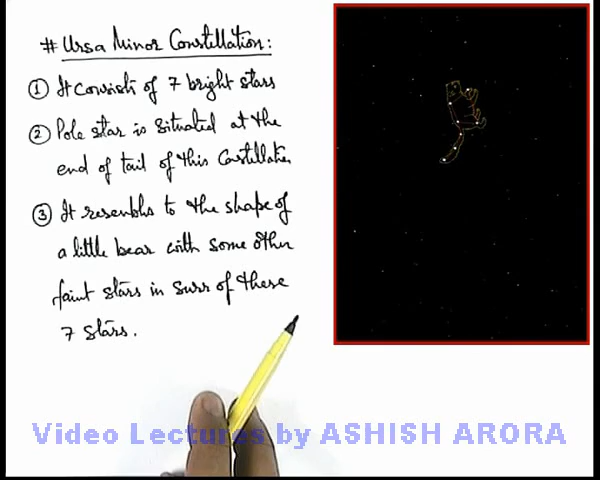 # Ursa Minor Constellation:
① It consists of 7 bright stars
② Pole star is situated at the
end of tail of this Constellation
③ It resembles to the shape of
a little bear with some other
faint stars in surr of these
7 stars.
Video Lectures by ASHISH ARORA